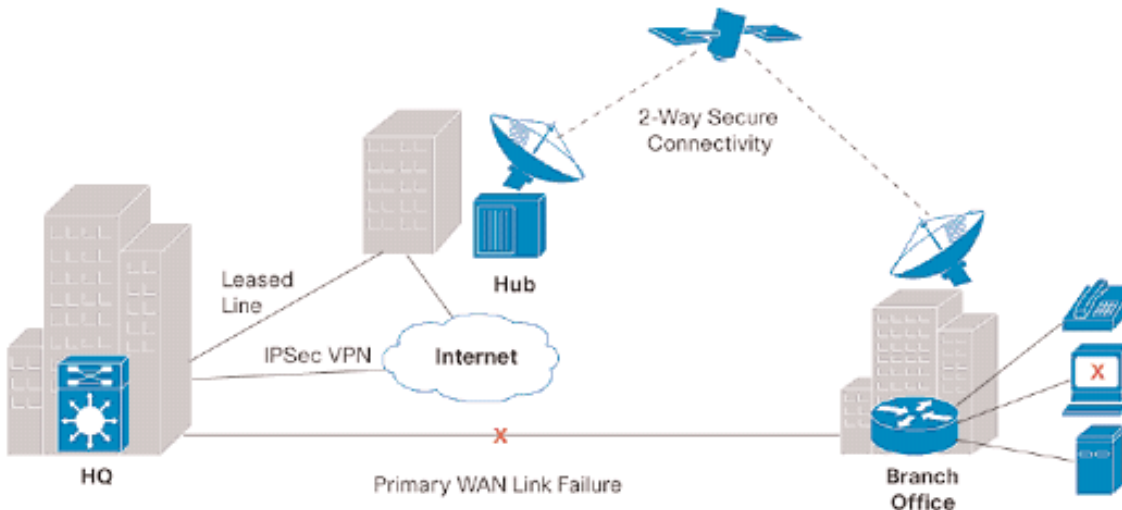 2-Way Secure
Connectivity
Hub
Leased
Line
IPSec VPN
Internet
X
X
HQ
Primary WAN Link Failure
Branch
Office